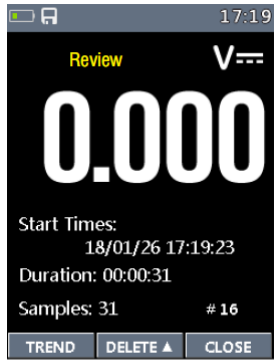 17:19
Review V
0.000
Start Times:
18/01/26 17:19:23
Duration: 00:00:31
Samples: 31 # 16
TREND DELETE ▲ CLOSE